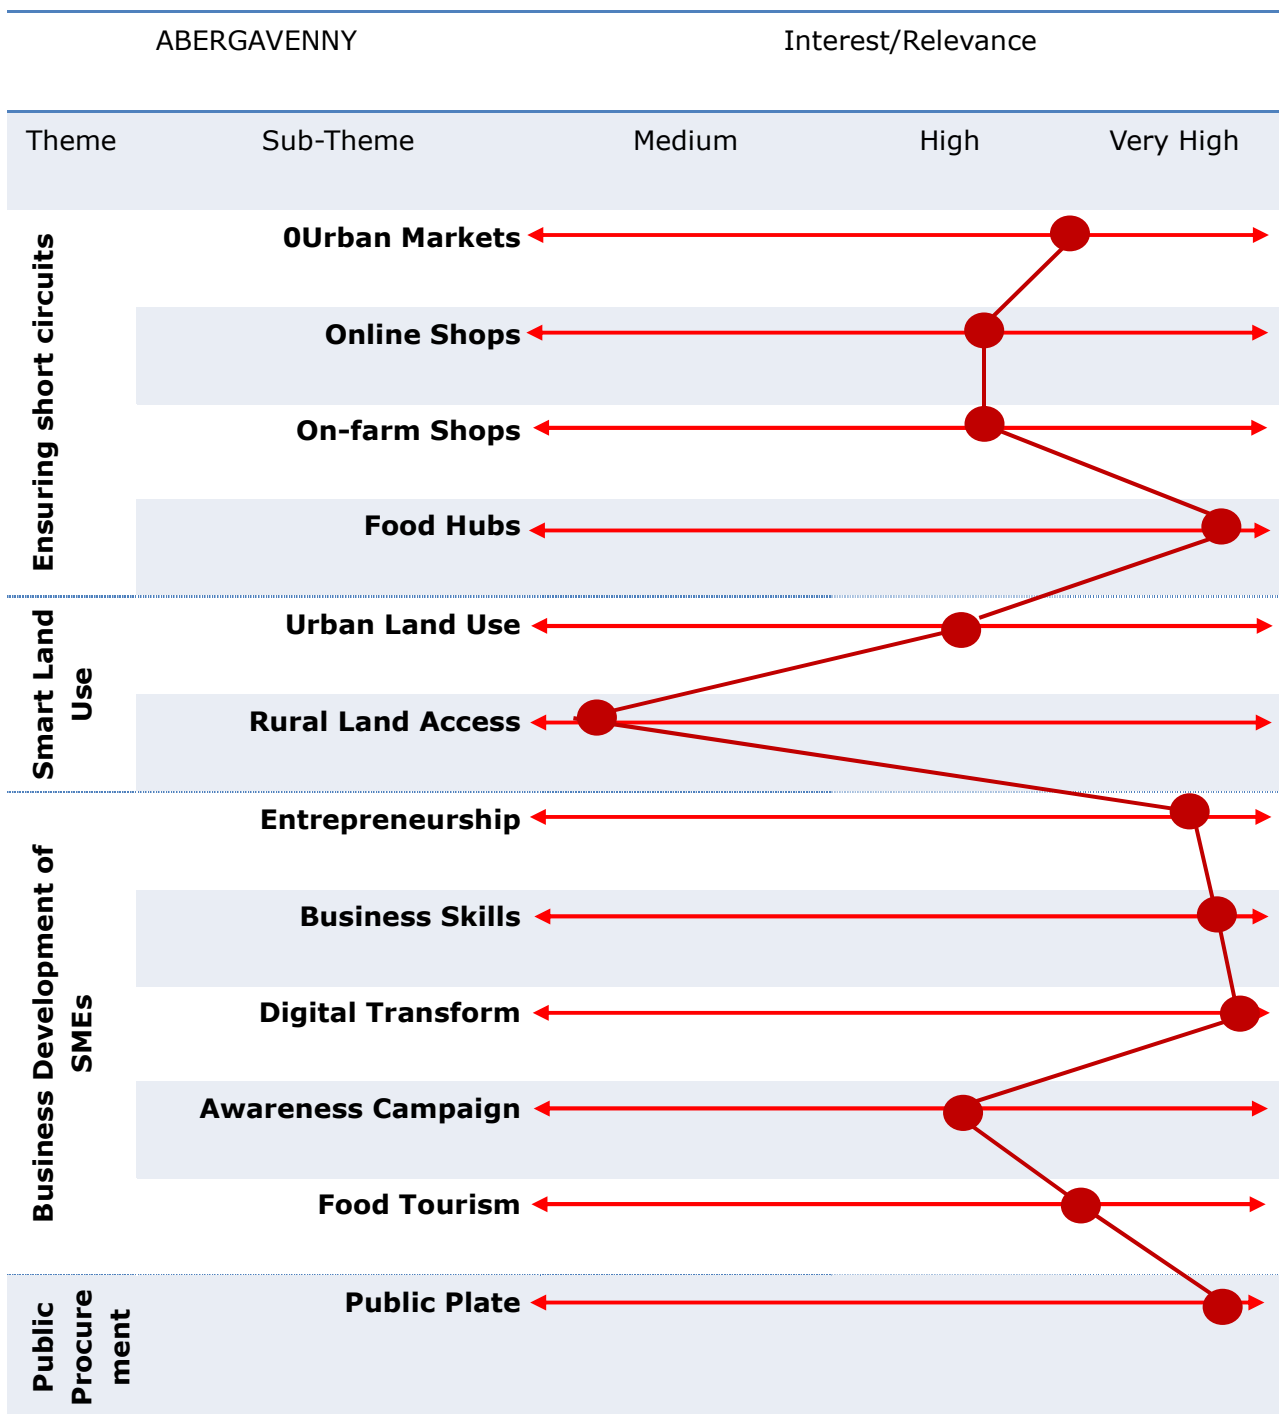 ABERGAVENNY Interest/Relevance
Theme Sub-Theme Medium High Very High
Ensuring short circuits
0Urban Markets
Online Shops
On-farm Shops
Food Hubs
Smart Land
Use
Urban Land Use
Rural Land Access
Business Development of
SMEs
Entrepreneurship
Business Skills
Digital Transform
Awareness Campaign
Food Tourism
Public
Procure
ment
Public Plate